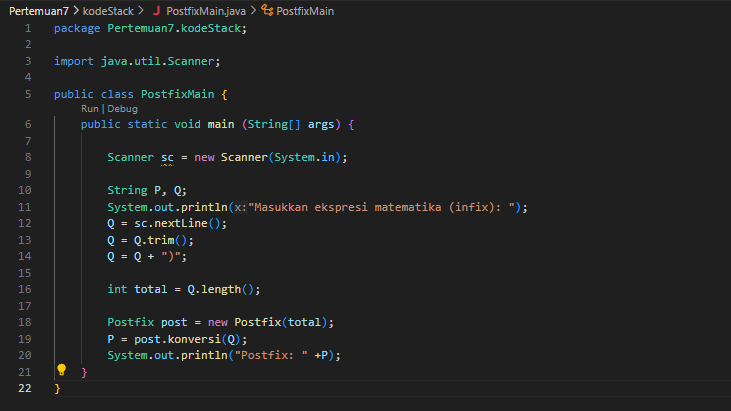 Pertemuan7 > kodeStack > J PostfixMain.java > PostfixMain
1 package Pertemuan7.kodeStack;
2
3 import java.util.Scanner;
4
5 public class PostfixMain {
Run | Debug
6 public static void main (String[] args) {
7
8 Scanner sc = new Scanner(System.in);
9
10 String P, Q;
11 System.out.println(x:"Masukkan ekspresi matematika (infix): ");
12 Q = sc.nextLine();
13 Q = Q.trim();
14 Q = Q + ")";
15
16 int total = Q.length();
17
18 Postfix post = new Postfix(total);
19 P = post.konversi(Q);
20 System.out.println("Postfix: " +P);
21 }
22 }